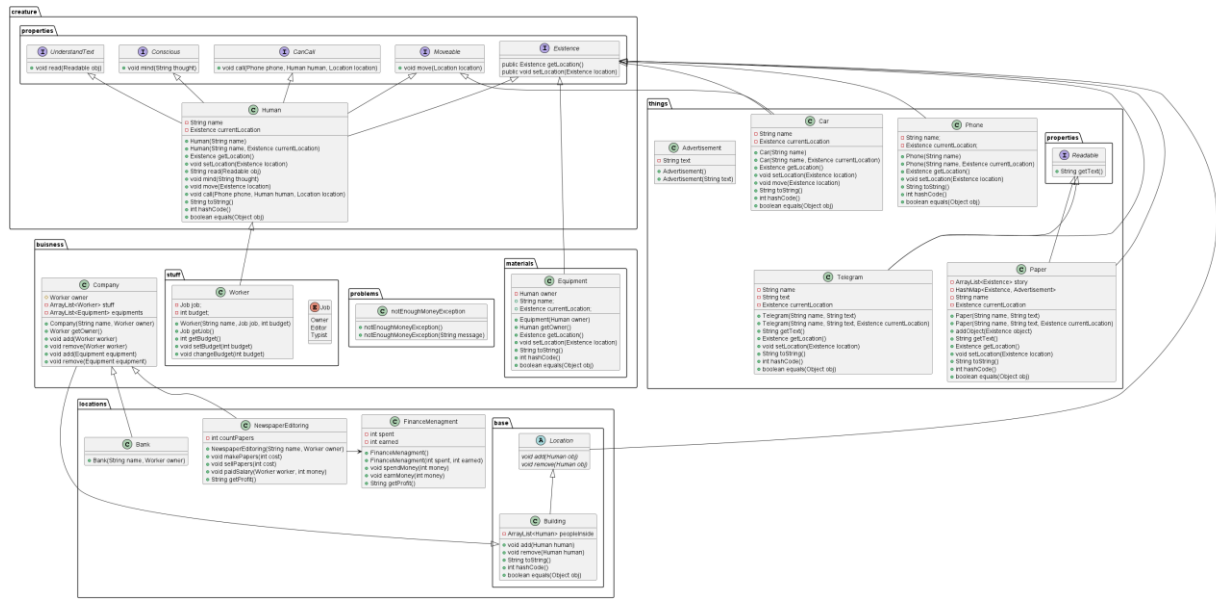 creature
properties
I UnderstandText
void read(Readable obj)
I Conscious
void mind(String thought)
I CanCall
void call(Phone phone, Human human, Location location)
I Moveable
void move(Location location)
I Existence
public Existence getLocation()
public void setLocation(Existence location)
C Human
String name
Existence currentLocation
Human(String name)
Human(String name, Existence currentLocation)
Existence getLocation()
void setLocation(Existence location)
String read(Readable obj)
void mind(String thought)
void move(Existence location)
void call(Phone phone, Human human, Location location)
String toString()
int hashCode()
boolean equals(Object obj)
things
C Advertisement
String text
Advertisement()
Advertisement(String text)
C Car
String name
Existence currentLocation
Car(String name)
Car(String name, Existence currentLocation)
Existence getLocation()
void setLocation(Existence location)
void move(Existence location)
String toString()
int hashCode()
boolean equals(Object obj)
C Phone
String name;
Existence currentLocation;
Phone(String name)
Phone(String name, Existence currentLocation)
Existence getLocation()
void setLocation(Existence location)
String toString()
int hashCode()
boolean equals(Object obj)
properties
I Readable
String getText()
C Telegram
String name
String text
Existence currentLocation
Telegram(String name, String text)
Telegram(String name, String text, Existence currentLocation)
String getText()
Existence getLocation()
void setLocation(Existence location)
String toString()
int hashCode()
boolean equals(Object obj)
C Paper
ArrayList<Existence> story
HashMap<Existence, Advertisement>
String name
Existence currentLocation
Paper(String name, String text)
Paper(String name, String text, Existence currentLocation)
addObject(Existence object)
String getText()
Existence getLocation()
void setLocation(Existence location)
String toString()
int hashCode()
boolean equals(Object obj)
buisness
C Company
Worker owner
ArrayList<Worker> stuff
ArrayList<Equipment> equipments
Company(String name, Worker owner)
Worker getOwner()
void add(Worker worker)
void remove(Worker worker)
void add(Equipment equipment)
void remove(Equipment equipment)
stuff
C Worker
Job job;
int budget;
Worker(String name, Job job, int budget)
Job getJob()
int getBudget()
void setBudget(int budget)
void changeBudget(int budget)
E Job
Owner
Editor
Typist
problems
C notEnoughMoneyException
notEnoughMoneyException()
notEnoughMoneyException(String message)
materials
C Equipment
Human owner
String name;
Existence currentLocation;
Equipment(Human owner)
Human getOwner()
Existence getLocation()
void setLocation(Existence location)
String toString()
int hashCode()
boolean equals(Object obj)
locations
C Bank
Bank(String name, Worker owner)
C NewspaperEditoring
int countPapers
NewspaperEditoring(String name, Worker owner)
void makePapers(int cost)
void sellPapers(int cost)
void paidSalary(Worker worker, int money)
String getProfit()
C FinanceManagment
int spent
int earned
FinanceManagment()
FinanceManagment(int spent, int earned)
void spendMoney(int money)
void earnMoney(int money)
String getProfit()
base
A Location
void add(Human obj)
void remove(Human obj)
C Building
ArrayList<Human> peopleInside
void add(Human human)
void remove(Human human)
String toString()
int hashCode()
boolean equals(Object obj)